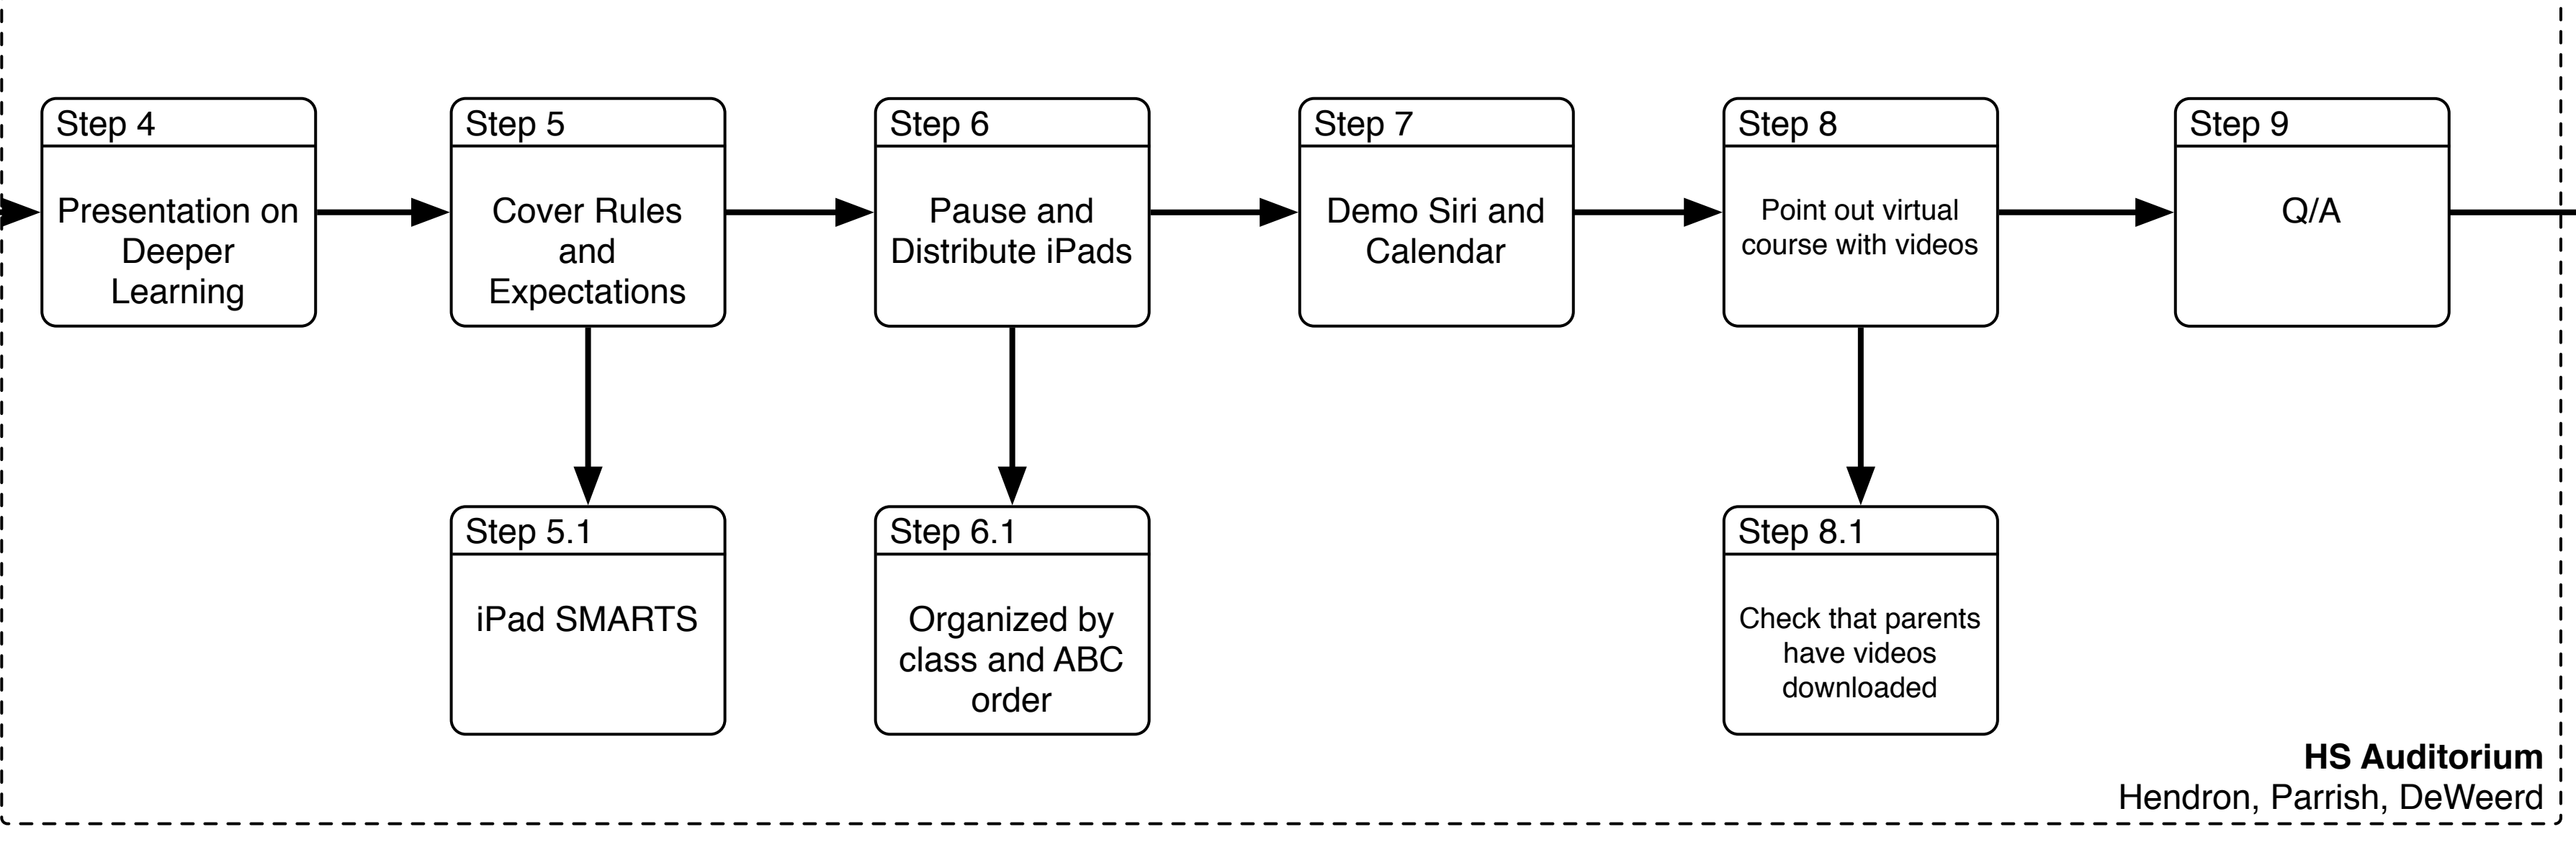 Step 4
Presentation on
Deeper
Learning
Step 5
Cover Rules
and
Expectations
Step 6
Pause and
Distribute iPads
Step 7
Demo Siri and
Calendar
Step 8
Point out virtual
course with videos
Step 9
Q/A
Step 5.1
iPad SMARTS
Step 6.1
Organized by
class and ABC
order
Step 8.1
Check that parents
have videos
downloaded
HS Auditorium
Hendron, Parrish, DeWeerd